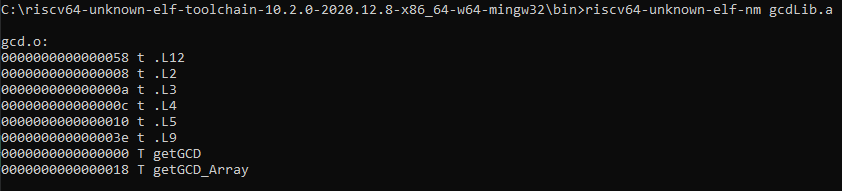 C:\riscv64-unknown-elf-toolchain-10.2.0-2020.12.8-x86_64-w64-mingw32\bin>riscv64-unknown-elf-nm gcdLib.a
gcd.o:
0000000000000058 t .L12
0000000000000008 t .L2
000000000000000a t .L3
000000000000000c t .L4
0000000000000010 t .L5
000000000000003e t .L9
0000000000000000 T getGCD
0000000000000018 T getGCD_Array